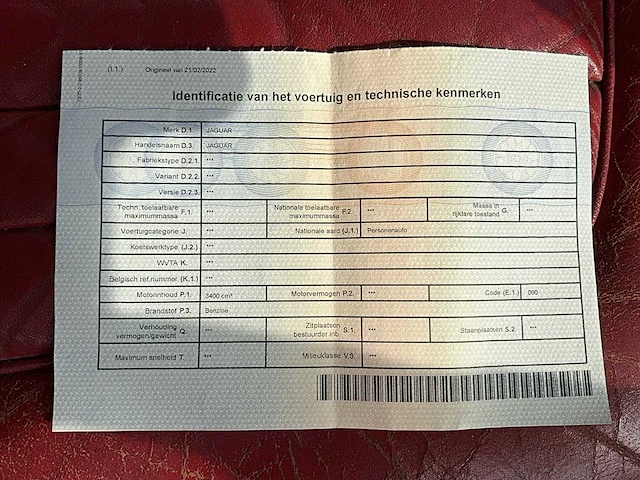 (I.1.) Origineel van 21/02/2022
Identificatie van het voertuig en technische kenmerken
Merk D.1. JAGUAR
Handelsnaam D.3. JAGUAR
Fabriekstype D.2.1. ***
Variant D.2.2. ***
Versie D.2.3. ***
Techn. toelaatbare maximummassa F.1. *** Nationale toelaatbare maximummassa F.2 *** Massa in rijklare toestand G. ***
Voertuigcategorie J. *** Nationale aard (J.1.) Personenauto
Koetswerktype (J.2.) ***
WVTA K. ***
Belgisch ref.nummer (K.1.) ***
Motorinhoud P.1. 3400 cm³ Motorvermogen P.2. *** Code (E.1.) 090
Brandstof P.3. Benzine
Verhouding vermogen/gewicht Q. *** Zitplaatsen bestuurder inb. S.1. *** Staanplaatsen S.2. ***
Maximum snelheid T. *** Milieuklasse V.9. ***